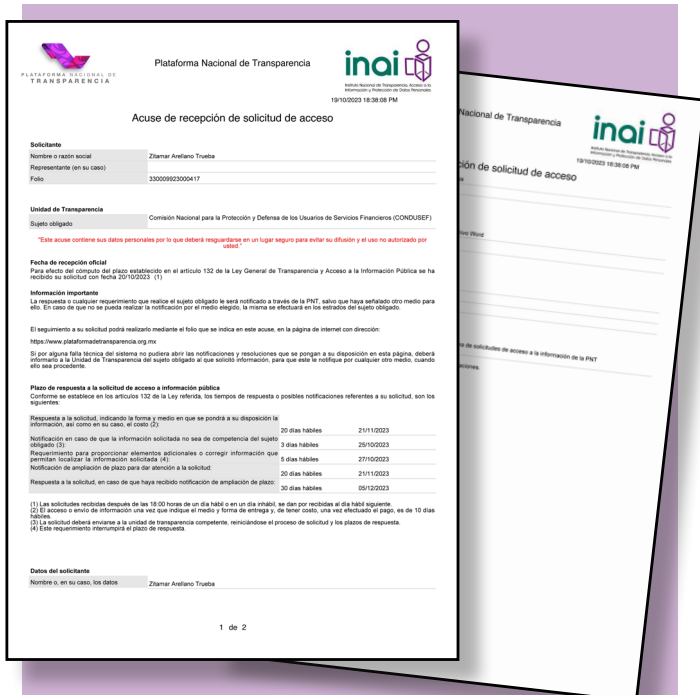 PLATAFORMA NACIONAL DE
TRANSPARENCIA
Plataforma Nacional de Transparencia
inai
Instituto Nacional de Transparencia, Acceso a la
Información y Protección de Datos Personales
19/10/2023 18:38:08 PM
Acuse de recepción de solicitud de acceso
Solicitante
Nombre o razón social Zitamar Arellano Trueba
Representante (en su caso)
Folio 330009923000417
Unidad de Transparencia
Sujeto obligado Comisión Nacional para la Protección y Defensa de los Usuarios de Servicios Financieros (CONDUSEF)
"Este acuse contiene sus datos personales por lo que deberá resguardarse en un lugar seguro para evitar su difusión y el uso no autorizado por
usted."
Fecha de recepción oficial
Para efecto del cómputo del plazo establecido en el artículo 132 de la Ley General de Transparencia y Acceso a la Información Pública se ha
recibido su solicitud con fecha 20/10/2023 (1)
Información importante
La respuesta o cualquier requerimiento que realice el sujeto obligado le será notificado a través de la PNT, salvo que haya señalado otro medio para
ello. En caso de que no se pueda realizar la notificación por el medio elegido, la misma se efectuará en los estrados del sujeto obligado.
El seguimiento a su solicitud podrá realizarlo mediante el folio que se indica en este acuse, en la página de internet con dirección:
https://www.plataformadetransparencia.org.mx
Si por alguna falla técnica del sistema no pudiera abrir las notificaciones y resoluciones que se pongan a su disposición en esta página, deberá
informarlo a la Unidad de Transparencia del sujeto obligado al que solicitó información, para que este le notifique por cualquier otro medio, cuando
ello sea procedente.
Plazo de respuesta a la solicitud de acceso a información pública
Conforme se establece en los artículos 132 de la Ley referida, los tiempos de respuesta o posibles notificaciones referentes a su solicitud, son los
siguientes:
Respuesta a la solicitud, indicando la forma y medio en que se pondrá a su disposición la
información, así como en su caso, el costo (2): 20 días hábiles 21/11/2023
Notificación en caso de que la información solicitada no sea de competencia del sujeto
obligado (3): 3 días hábiles 25/10/2023
Requerimiento para proporcionar elementos adicionales o corregir información que
permitan localizar la información solicitada (4): 5 días hábiles 27/10/2023
Notificación de ampliación de plazo para dar atención a la solicitud: 20 días hábiles 21/11/2023
Respuesta a la solicitud, en caso de que haya recibido notificación de ampliación de plazo: 30 días hábiles 05/12/2023
(1) Las solicitudes recibidas después de las 18:00 horas de un día hábil o en un día inhábil, se dan por recibidas al día hábil siguiente.
(2) El acceso o envío de información una vez que indique el medio y forma de entrega y, de tener costo, una vez efectuado el pago, es de 10 días
hábiles.
(3) La solicitud deberá enviarse a la unidad de transparencia competente, reiniciándose el proceso de solicitud y los plazos de respuesta.
(4) Este requerimiento interrumpirá el plazo de respuesta.
Datos del solicitante
Nombre o, en su caso, los datos Zitamar Arellano Trueba
1 de 2
Nacional de Transparencia
inai
Instituto Nacional de Transparencia, Acceso a la
Información y Protección de Datos Personales
19/10/2023 18:38:08 PM
ción de solicitud de acceso
ivo Word
de solicitudes de acceso a la información de la PNT
aciones.